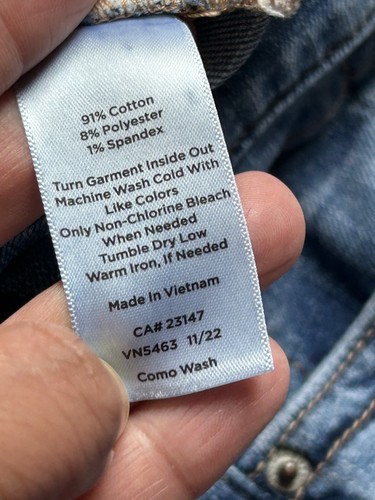 91% Cotton
8% Polyester
1% Spandex
Turn Garment Inside Out
Machine Wash Cold With
Like Colors
Only Non-Chlorine Bleach
When Needed
Tumble Dry Low
Warm Iron, If Needed
Made In Vietnam
CA# 23147
VN5463 11/22
Como Wash